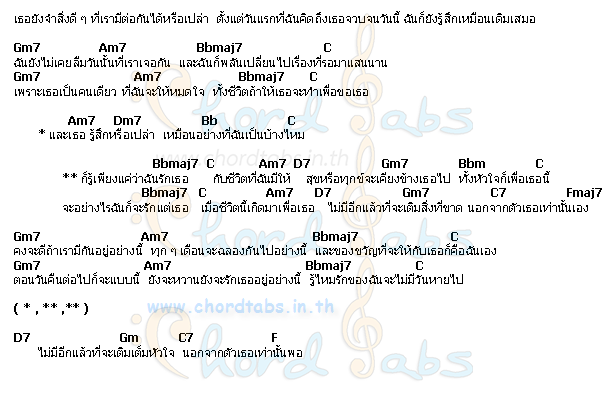 เธอยังจำสิ่งดี ๆ ที่เรามีต่อกันได้หรือเปล่า ตั้งแต่วันแรกที่ฉันคิดถึงเธอจวบจนวันนี้ ฉันก็ยังรู้สึกเหมือนเดิมเสมอ
Gm7 Am7 Bbmaj7 C
ฉันยังไม่เคยลืมวันนั้นที่เราเจอกัน และฉันก็พลันเปลี่ยนไปเรื่องที่รอมาแสนนาน
Gm7 Am7 Bbmaj7 C
เพราะเธอเป็นคนเดียว ที่ฉันจะให้หมดใจ ทั้งชีวิตถ้าให้เธอจะทำเพื่อขอเธอ
Am7 Dm7 Bb C
* และเธอ รู้สึกหรือเปล่า เหมือนอย่างที่ฉันเป็นบ้างไหม
Bbmaj7 C Am7 D7 Gm7 Bbm C
** ก็รู้เพียงแค่ว่าฉันรักเธอ กับชีวิตที่ฉันมีให้ สุขหรือทุกข์จะเคียงข้างเธอไป ทั้งหัวใจก็เพื่อเธอนี้
Bbmaj7 C Am7 D7 Gm7 C7 Fmaj7
จะอย่างไรฉันก็จะรักแต่เธอ เมื่อชีวิตนี้เกิดมาเพื่อเธอ ไม่มีอีกแล้วที่จะเติมสิ่งที่ขาด นอกจากตัวเธอเท่านั้นเอง
Gm7 Am7 Bbmaj7 C
คงจะดีถ้าเรามีกันอยู่อย่างนี้ ทุก ๆ เดือนจะฉลองกันไปอย่างนี้ และของขวัญที่จะให้กับเธอก็คือฉันเอง
Gm7 Am7 Bbmaj7 C
ตอนวันคืนต่อไปก็จะแบบนี้ ยังจะหวานยังจะรักเธออยู่อย่างนี้ รู้ไหมรักของฉันจะไม่มีวันหายไป
( * , ** ,** )
D7 Gm C7 F
ไม่มีอีกแล้วที่จะเติมเต็มหัวใจ นอกจากตัวเธอเท่านั้นพอ